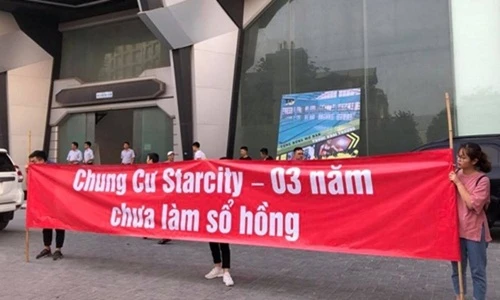 Chung Cư Starcity – 03 năm
chưa làm sổ hồng